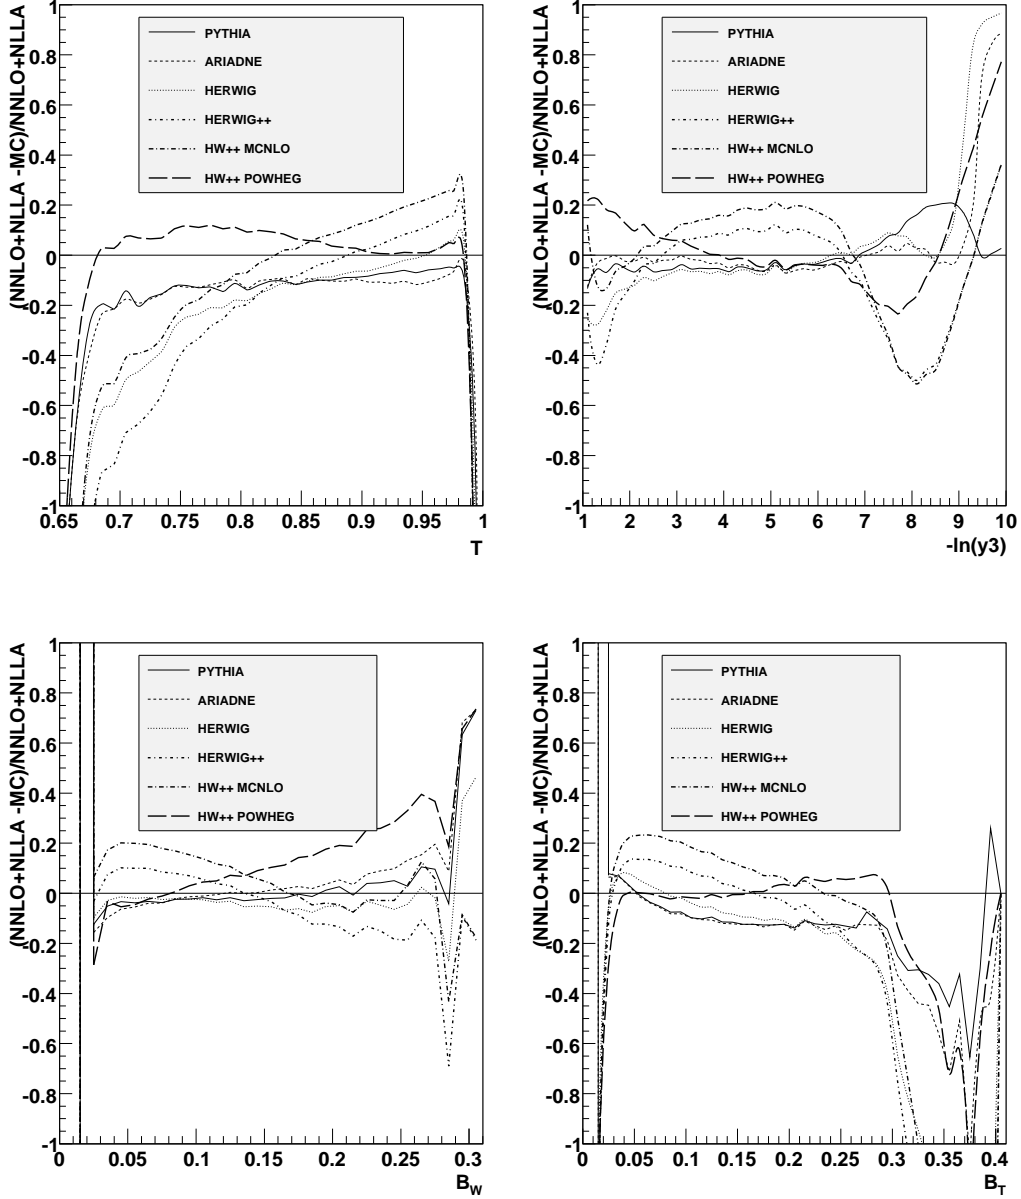 (NNLO+NLLA -MC)/NNLO+NLLA
1
0.8
0.6
0.4
0.2
0
-0.2
-0.4
-0.6
-0.8
-1
PYTHIA
ARIADNE
HERWIG
HERWIG++
HW++ MCNLO
HW++ POWHEG
0.65 0.7 0.75 0.8 0.85 0.9 0.95 1
T
(NNLO+NLLA -MC)/NNLO+NLLA
1
0.8
0.6
0.4
0.2
0
-0.2
-0.4
-0.6
-0.8
-1
PYTHIA
ARIADNE
HERWIG
HERWIG++
HW++ MCNLO
HW++ POWHEG
1 2 3 4 5 6 7 8 9 10
-ln(y3)
(NNLO+NLLA -MC)/NNLO+NLLA
1
0.8
0.6
0.4
0.2
0
-0.2
-0.4
-0.6
-0.8
-1
PYTHIA
ARIADNE
HERWIG
HERWIG++
HW++ MCNLO
HW++ POWHEG
0 0.05 0.1 0.15 0.2 0.25 0.3
B_W
(NNLO+NLLA -MC)/NNLO+NLLA
1
0.8
0.6
0.4
0.2
0
-0.2
-0.4
-0.6
-0.8
-1
PYTHIA
ARIADNE
HERWIG
HERWIG++
HW++ MCNLO
HW++ POWHEG
0 0.05 0.1 0.15 0.2 0.25 0.3 0.35 0.4
B_T